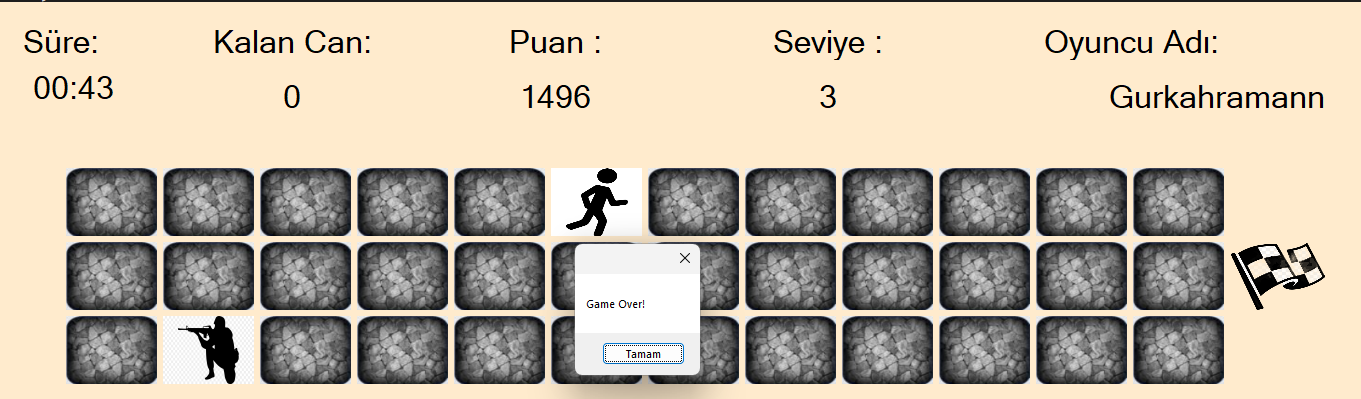 Süre: Kalan Can: Puan : Seviye : Oyuncu Adı:
00:43 0 1496 3 Gurkahramann
Game Over!
Tamam